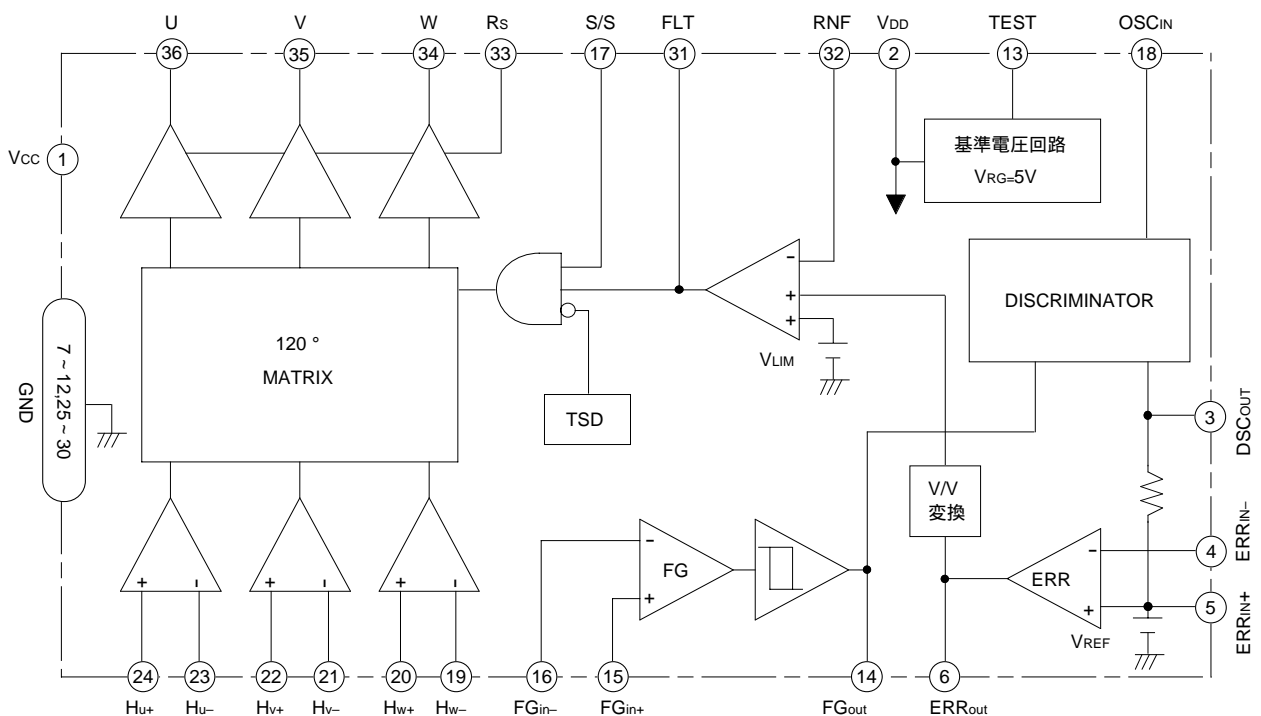 U
V
W
Rs
S/S
FLT
RNF
VDD
TEST
OSCIN
36
35
34
33
17
31
32
2
13
18
Vcc
1
基準電圧回路
VRG=5V
DISCRIMINATOR
-
+
+
VLIM
120 °
MATRIX
TSD
GND
7 ~ 12,25 ~ 30
3
DSCOUT
V/V
変換
4
ERRIN–
5
ERRIN+
ERR
-
+
VREF
FG
-
+
+
-
+
-
+
-
24
23
22
21
20
19
16
15
14
6
Hu+
Hu–
Hv+
Hv–
Hw+
Hw–
FGin–
FGin+
FGout
ERRout